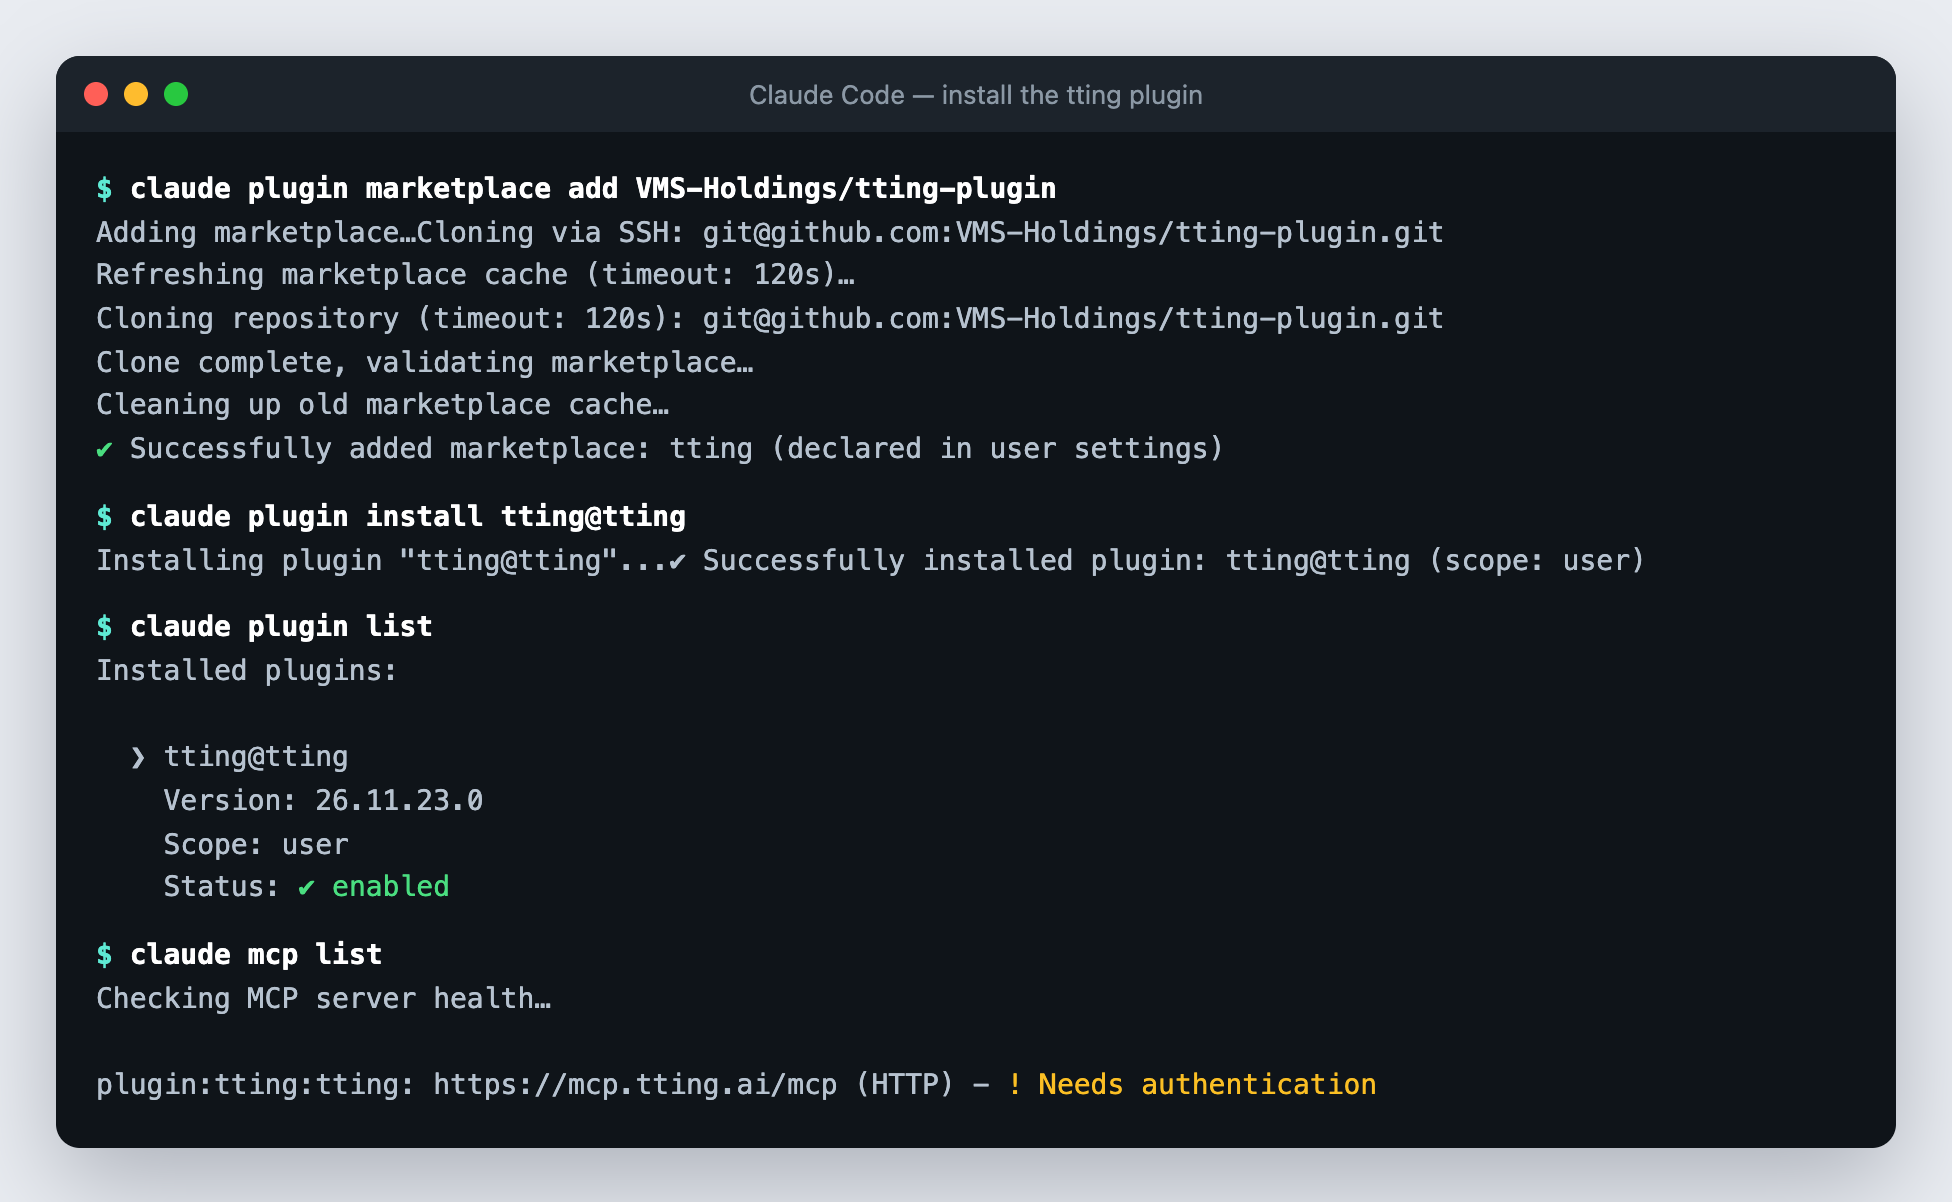 Claude Code — install the tting plugin
$ claude plugin marketplace add VMS-Holdings/tting-plugin
Adding marketplace…Cloning via SSH: git@github.com:VMS-Holdings/tting-plugin.git
Refreshing marketplace cache (timeout: 120s)…
Cloning repository (timeout: 120s): git@github.com:VMS-Holdings/tting-plugin.git
Clone complete, validating marketplace…
Cleaning up old marketplace cache…
✔ Successfully added marketplace: tting (declared in user settings)
$ claude plugin install tting@tting
Installing plugin "tting@tting"...✔ Successfully installed plugin: tting@tting (scope: user)
$ claude plugin list
Installed plugins:
❯ tting@tting
Version: 26.11.23.0
Scope: user
Status: ✔ enabled
$ claude mcp list
Checking MCP server health…
plugin:tting:tting: https://mcp.tting.ai/mcp (HTTP) – ! Needs authentication